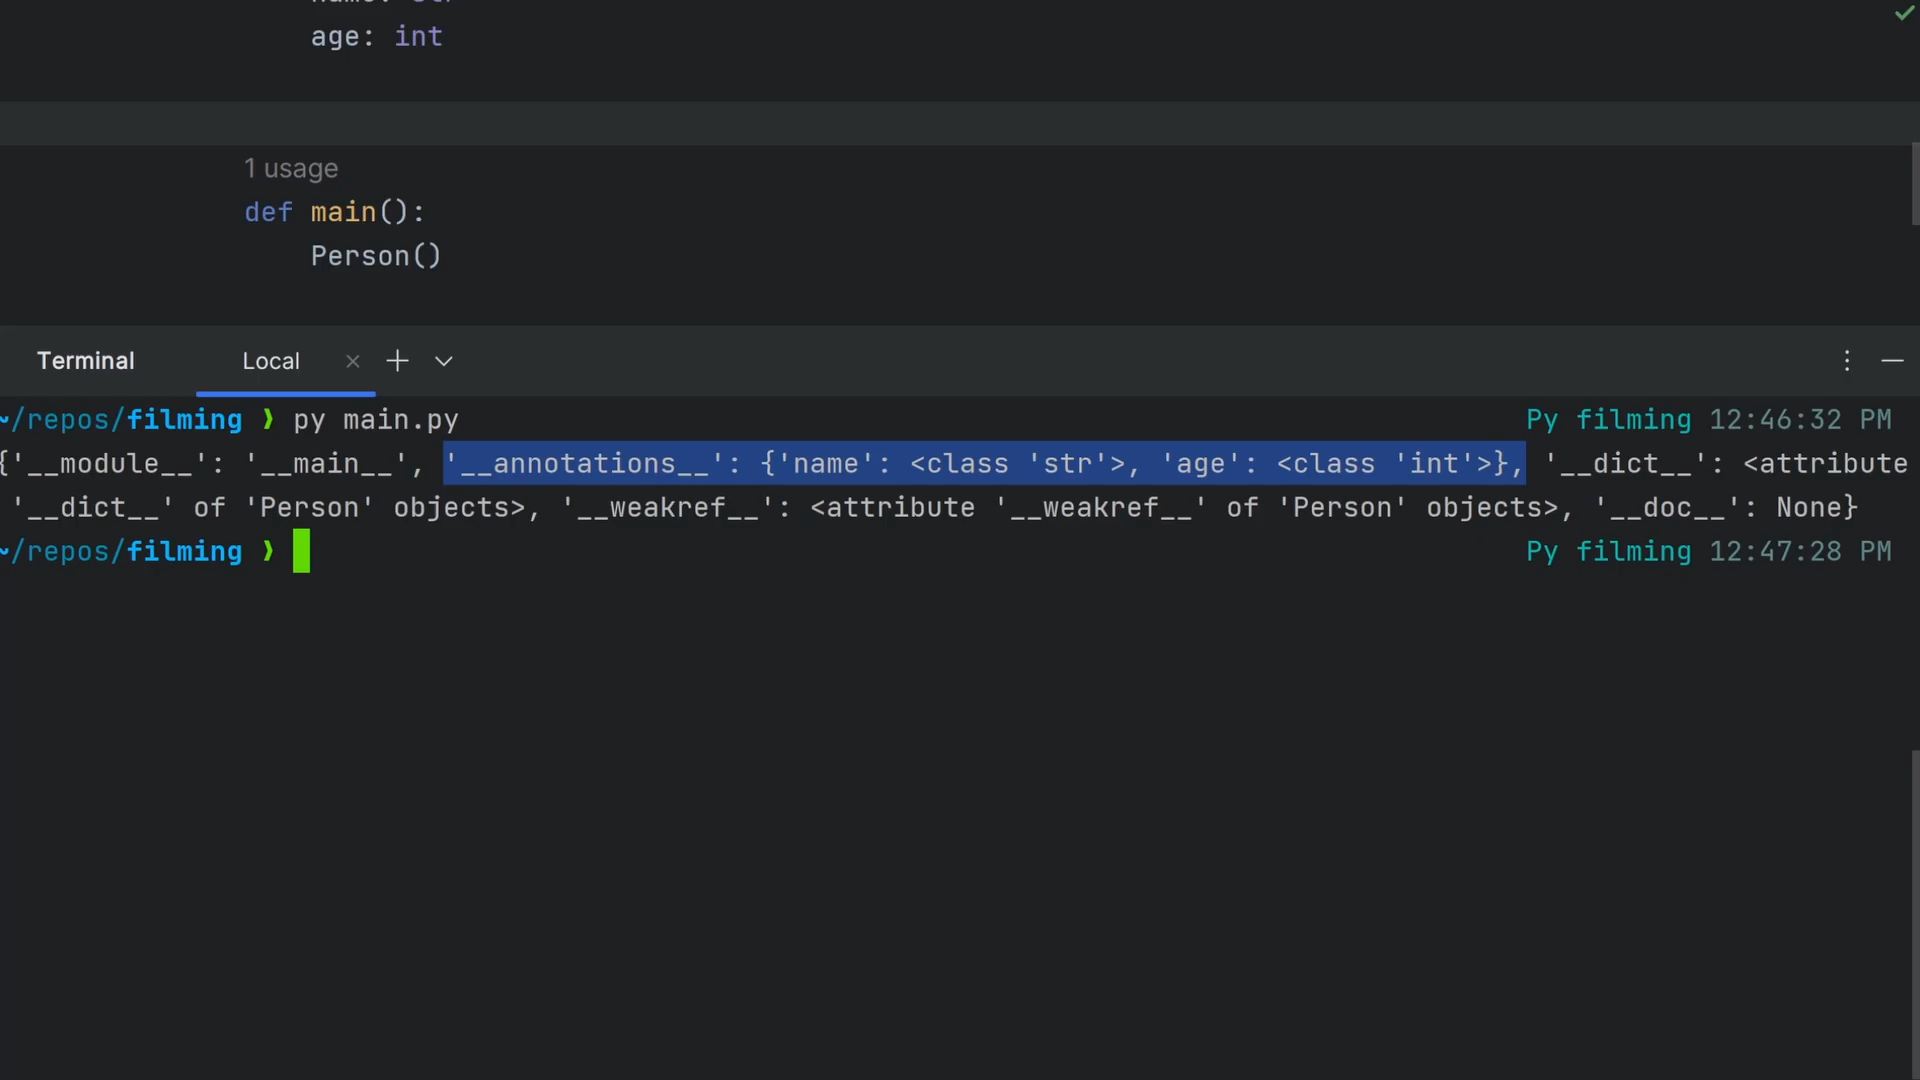 name: str
age: int
1 usage
def main():
Person()
Terminal Local × + 
~/repos/filming ❯ py main.py Py filming 12:46:32 PM
{'__module__': '__main__', '__annotations__': {'name': <class 'str'>, 'age': <class 'int'>}, '__dict__': <attribute
'__dict__' of 'Person' objects>, '__weakref__': <attribute '__weakref__' of 'Person' objects>, '__doc__': None}
~/repos/filming ❯ Py filming 12:47:28 PM